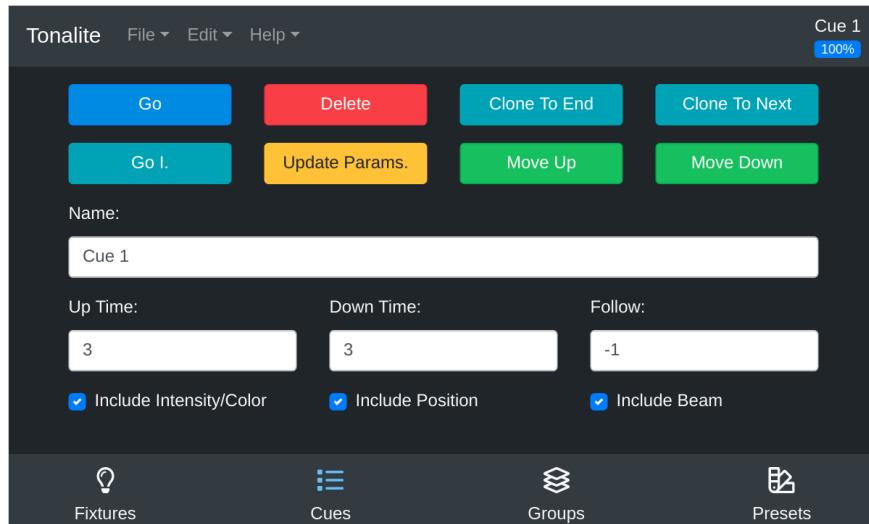 Tonalite File Edit Help Cue 1
100%
Go Delete Clone To End Clone To Next
Go I. Update Params. Move Up Move Down
Name:
Cue 1
Up Time: Down Time: Follow:
3 3 -1
Include Intensity/Color Include Position Include Beam
Fixtures Cues Groups Presets